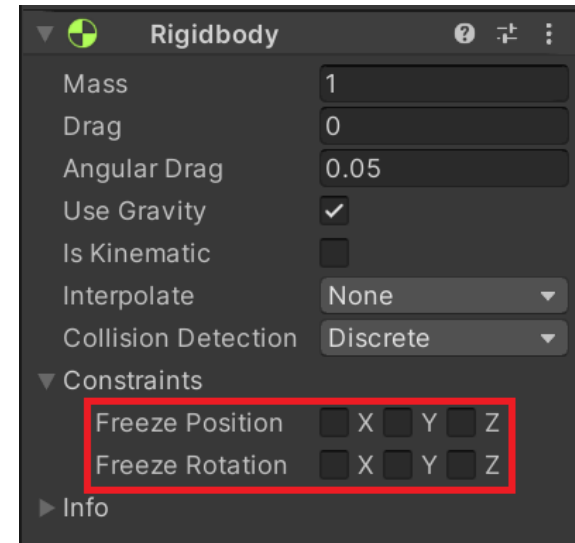 Rigidbody
Mass 1
Drag 0
Angular Drag 0.05
Use Gravity
Is Kinematic
Interpolate None
Collision Detection Discrete
Constraints
Freeze Position X Y Z
Freeze Rotation X Y Z
Info